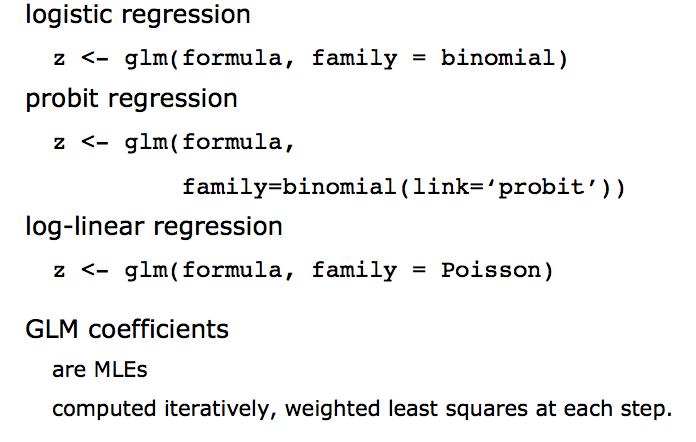 logistic regression
z <- glm(formula, family = binomial)
probit regression
z <- glm(formula,
family=binomial(link=‘probit’))
log-linear regression
z <- glm(formula, family = Poisson)
GLM coefficients
are MLEs
computed iteratively, weighted least squares at each step.